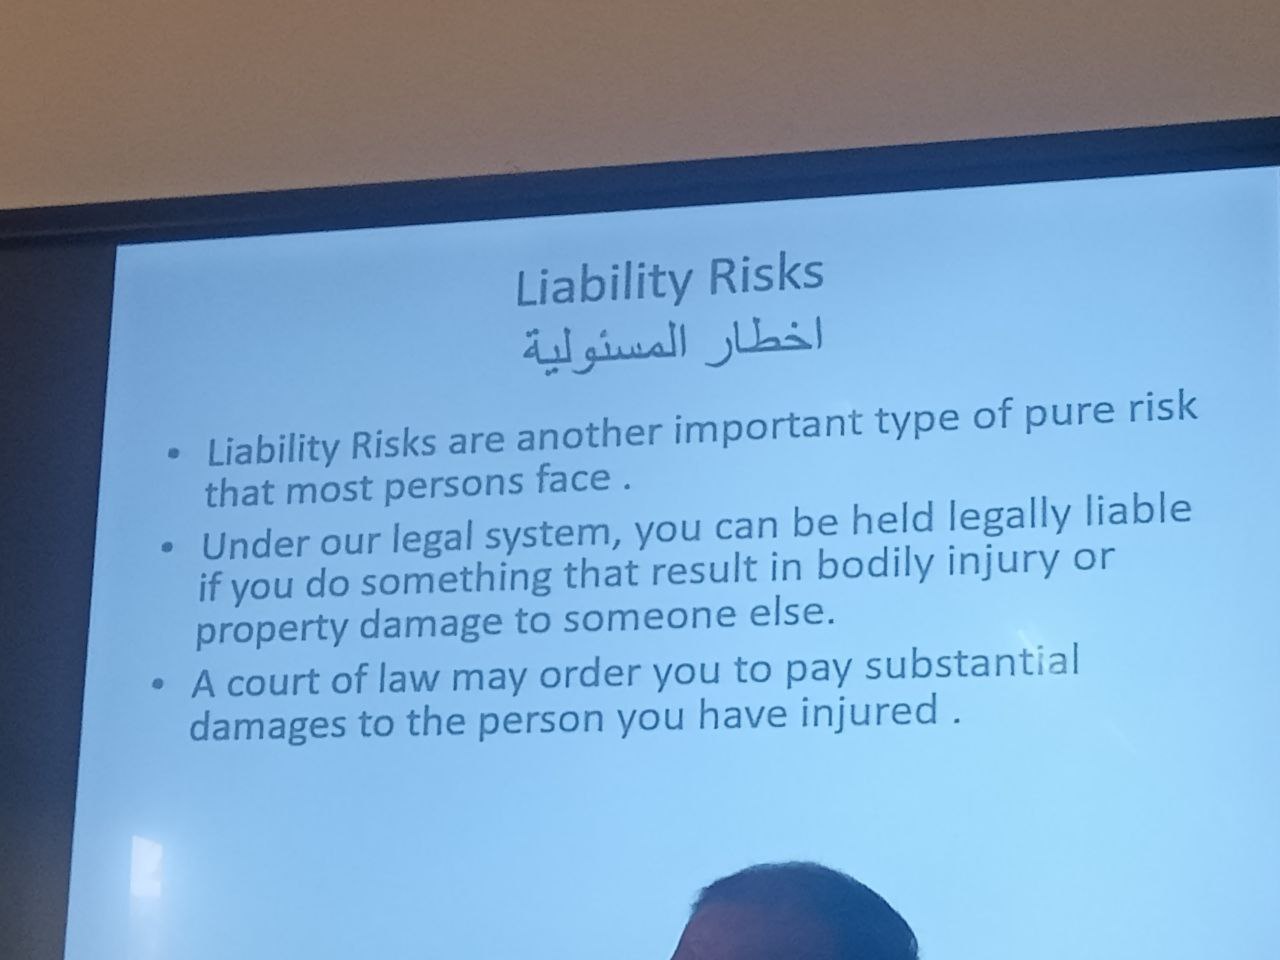 Liability Risks
اخطار المسئولية
• Liability Risks are another important type of pure risk
that most persons face .
• Under our legal system, you can be held legally liable
if you do something that result in bodily injury or
property damage to someone else.
• A court of law may order you to pay substantial
damages to the person you have injured .